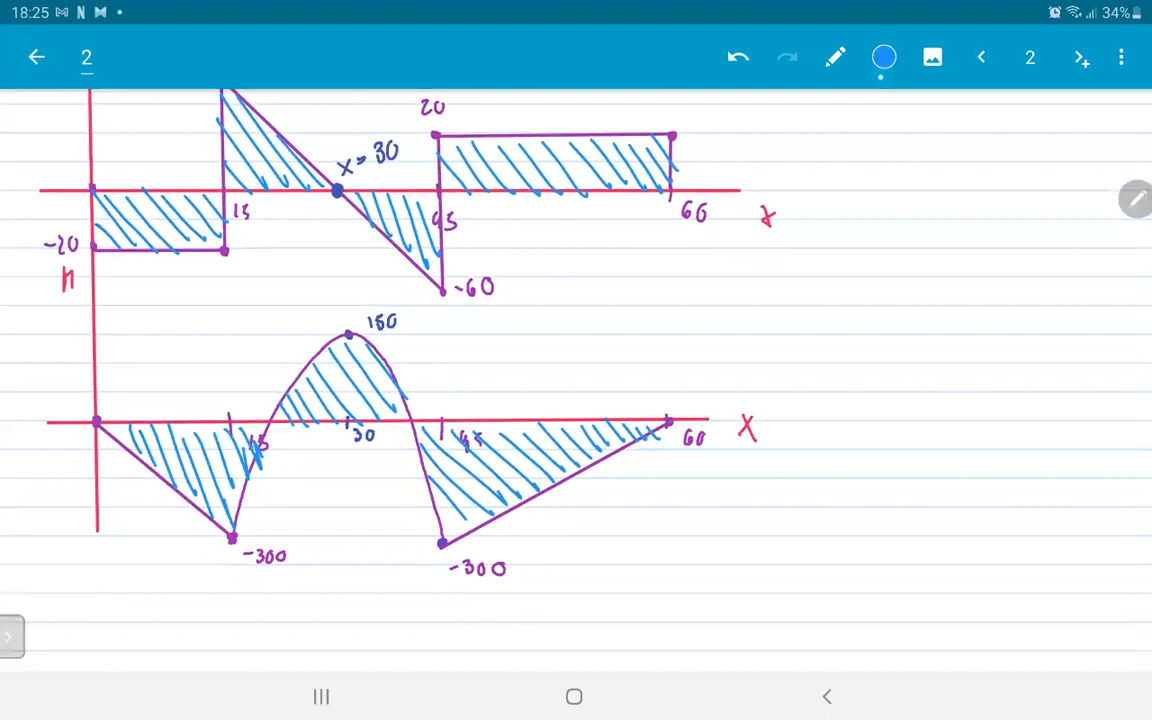 18:25 34%
2 2
20
x = 30
15 45 60 x
-20
M -60
180
15 30 45 60 X
-300 -300